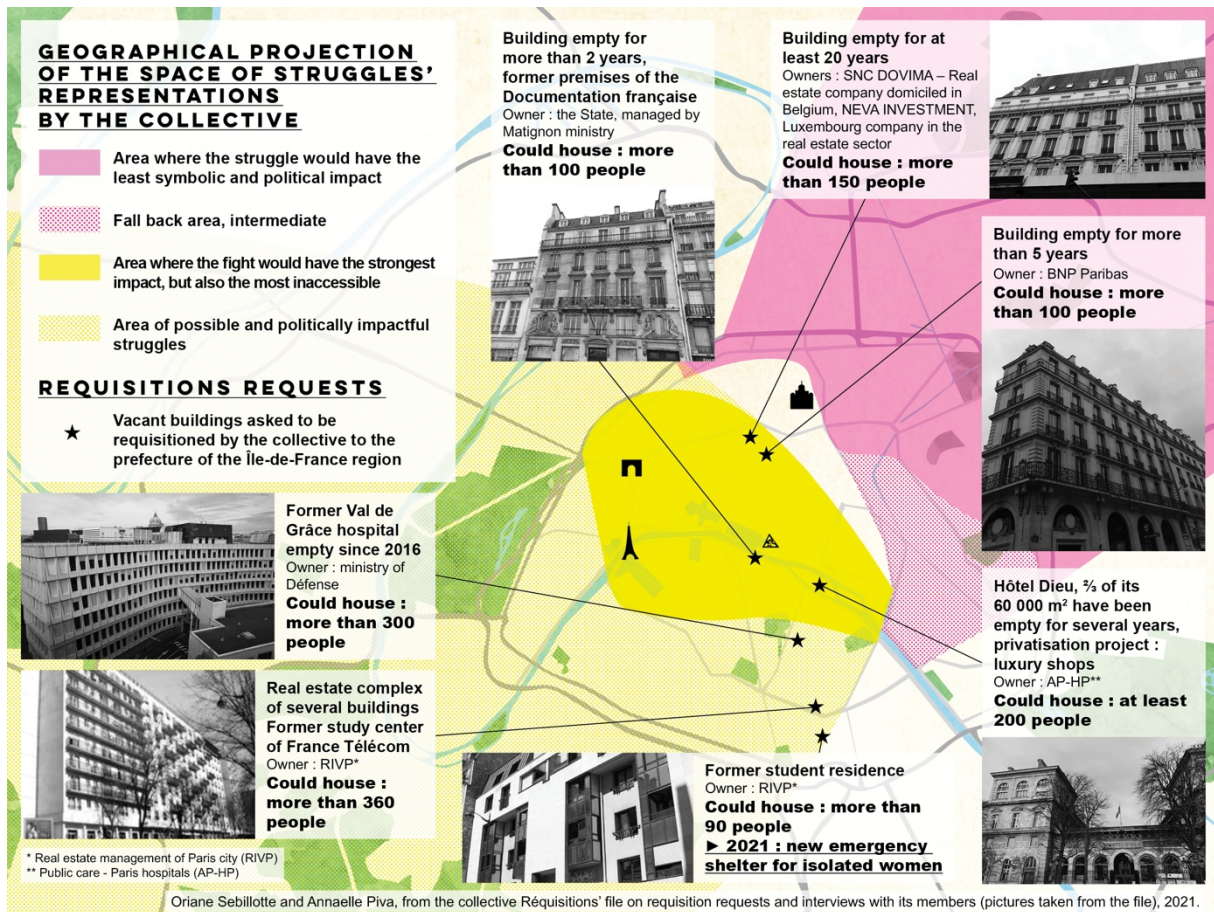 GEOGRAPHICAL PROJECTION
OF THE SPACE OF STRUGGLES'
REPRESENTATIONS
BY THE COLLECTIVE
Area where the struggle would have the
least symbolic and political impact
Fall back area, intermediate
Area where the fight would have the strongest
impact, but also the most inaccessible
Area of possible and politically impactful
struggles
REQUISITIONS REQUESTS
Vacant buildings asked to be
requisitioned by the collective to the
prefecture of the Île-de-France region
Building empty for
more than 2 years,
former premises of the
Documentation française
Owner : the State, managed by
Matignon ministry
Could house : more
than 100 people
Building empty for at
least 20 years
Owners : SNC DOVIMA – Real
estate company domiciled in
Belgium, NEVA INVESTMENT,
Luxembourg company in the
real estate sector
Could house : more
than 150 people
Building empty for more
than 5 years
Owner : BNP Paribas
Could house : more
than 100 people
Former Val de
Grâce hospital
empty since 2016
Owner : ministry of
Défense
Could house :
more than 300
people
Hôtel Dieu, ⅔ of its
60 000 m² have been
empty for several years,
privatisation project :
luxury shops
Owner : AP-HP**
Could house : at least
200 people
Real estate complex
of several buildings
Former study center
of France Télécom
Owner : RIVP*
Could house :
more than 360
people
Former student residence
Owner : RIVP*
Could house : more than
90 people
► 2021 : new emergency
shelter for isolated women
* Real estate management of Paris city (RIVP)
** Public care - Paris hospitals (AP-HP)
Oriane Sebillotte and Annaelle Piva, from the collective Réquisitions' file on requisition requests and interviews with its members (pictures taken from the file), 2021.